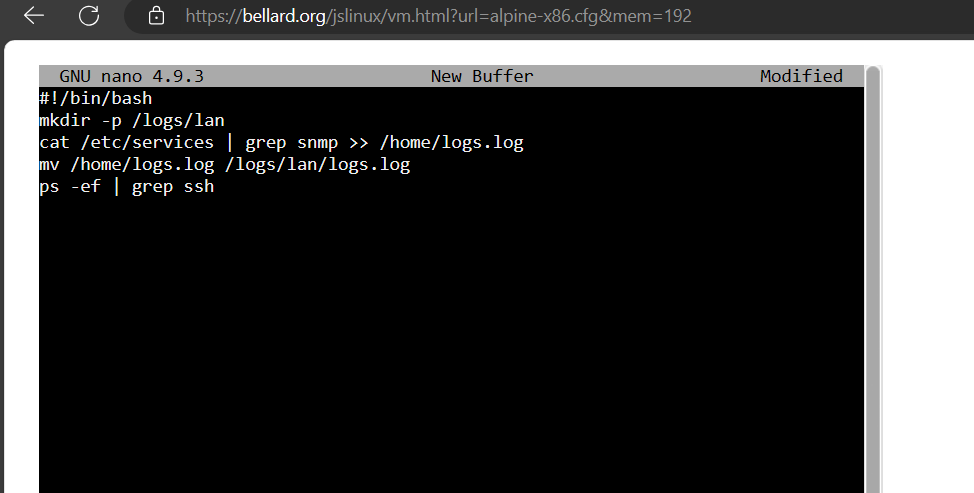 https://bellard.org/jslinux/vm.html?url=alpine-x86.cfg&mem=192
GNU nano 4.9.3 New Buffer Modified
#!/bin/bash
mkdir -p /logs/lan
cat /etc/services | grep snmp >> /home/logs.log
mv /home/logs.log /logs/lan/logs.log
ps -ef | grep ssh